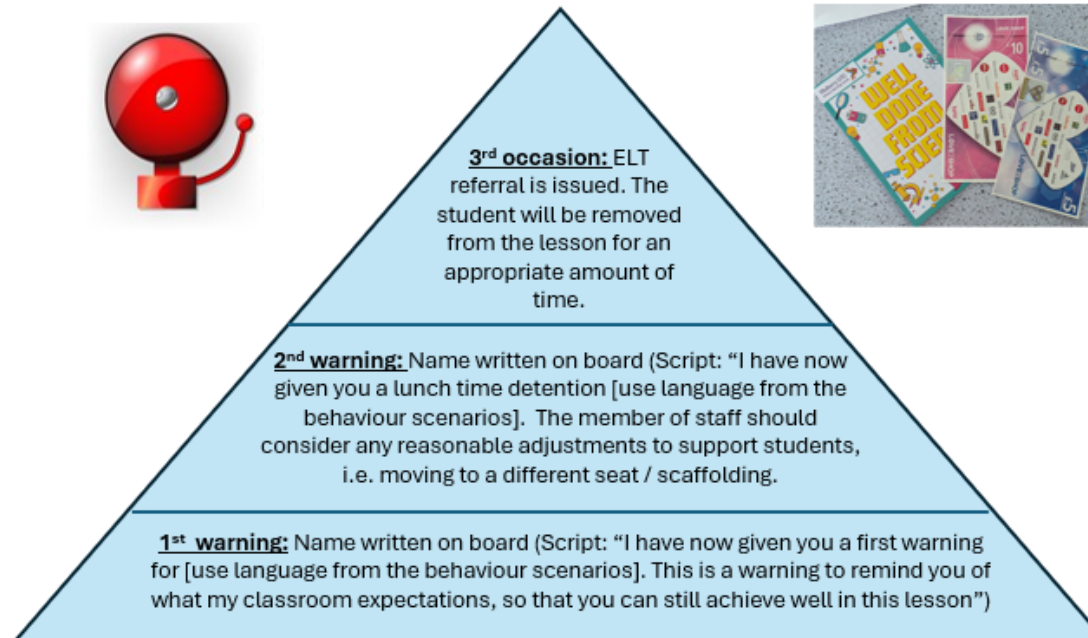 WELL
DONE
FROM
SCIE
£10
£5
£5
3rd occasion: ELT
referral is issued. The
student will be removed
from the lesson for an
appropriate amount of
time.
2nd warning: Name written on board (Script: “I have now
given you a lunch time detention [use language from the
behaviour scenarios].  The member of staff should
consider any reasonable adjustments to support students,
i.e. moving to a different seat / scaffolding.
1st  warning: Name written on board (Script: “I have now given you a first warning
for [use language from the behaviour scenarios]. This is a warning to remind you of
what my classroom expectations, so that you can still achieve well in this lesson”)